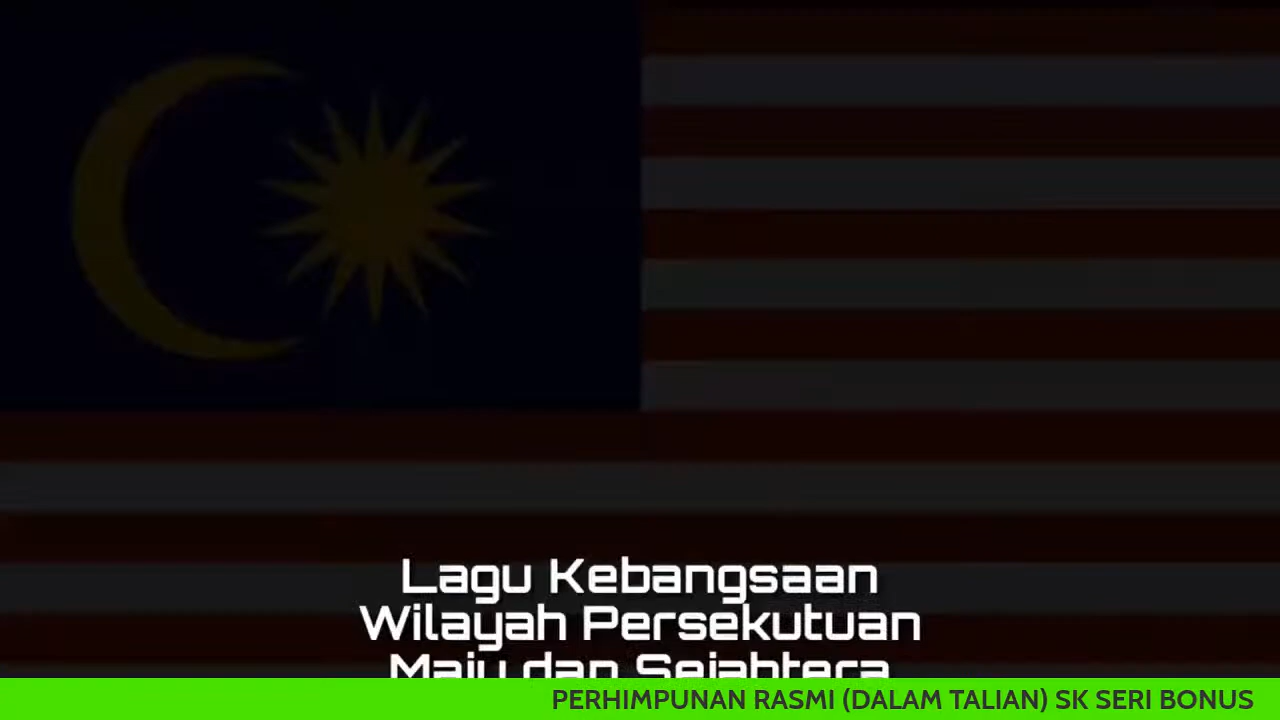 Lagu Kebangsaan
Wilayah Persekutuan
Maju dan Sejahtera
PERHIMPUNAN RASMI (DALAM TALIAN) SK SERI BONUS